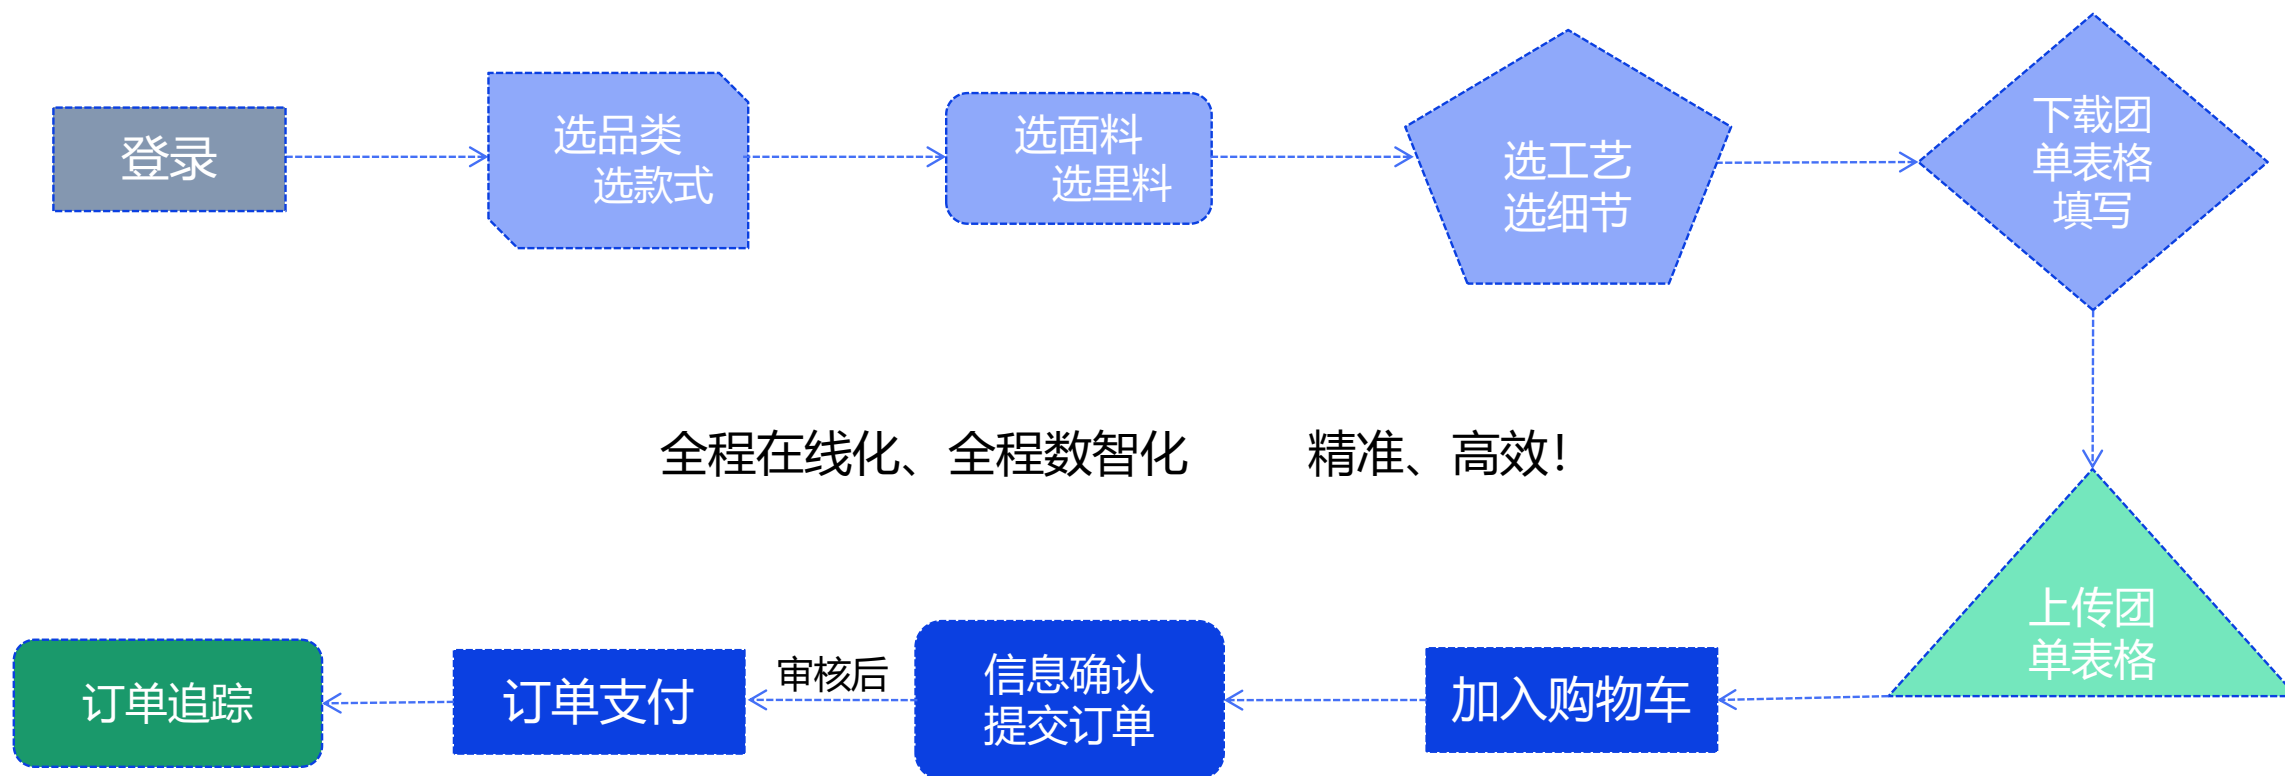 登录
选品类
选款式
选面料
选里料
选工艺
选细节
下载团
单表格
填写
全程在线化、全程数智化 精准、高效！
上传团
单表格
加入购物车
信息确认
提交订单
审核后
订单支付
订单追踪